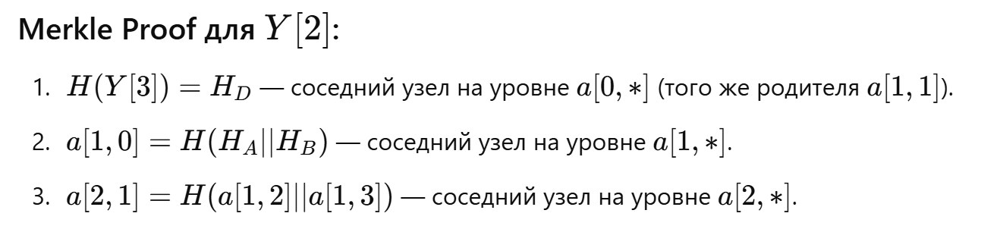 Merkle Proof для Y[2]:
1. H(Y[3]) = H_D — соседний узел на уровне a[0, *] (того же родителя a[1, 1]).
2. a[1, 0] = H(H_A||H_B) — соседний узел на уровне a[1, *].
3. a[2, 1] = H(a[1, 2]||a[1, 3]) — соседний узел на уровне a[2, *].